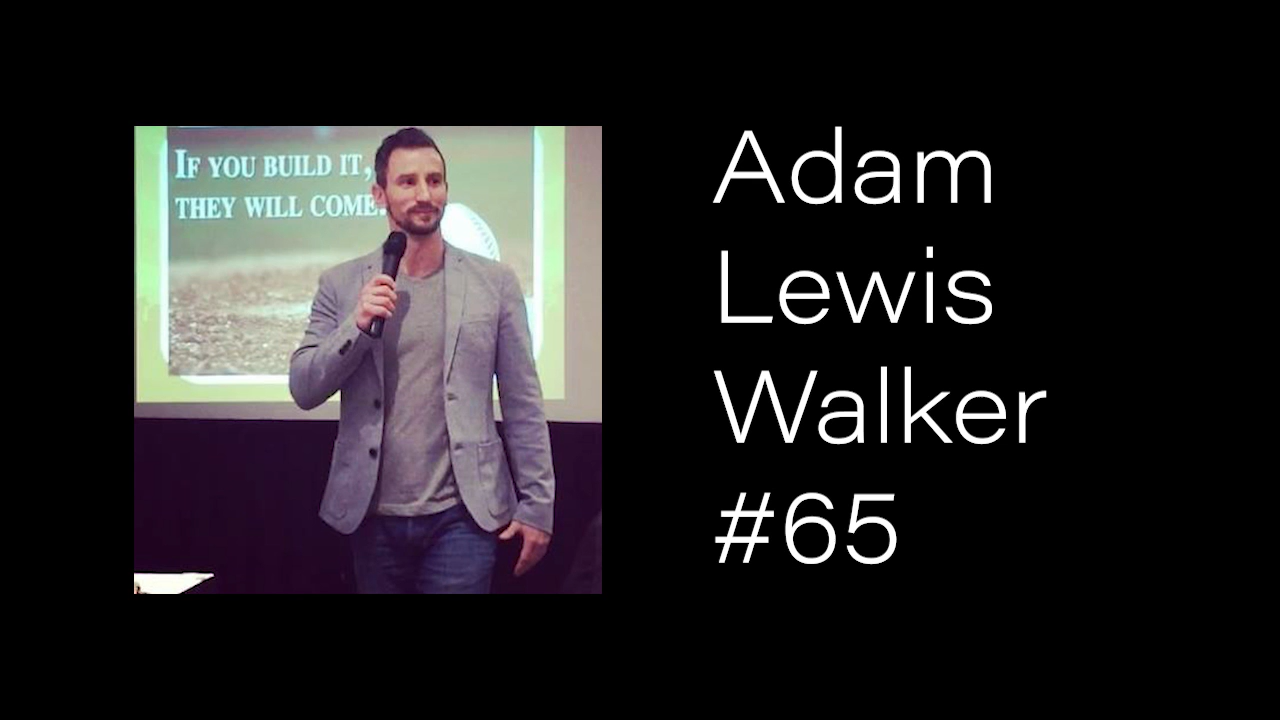 IF YOU BUILD IT,
THEY WILL COME.
Adam
Lewis
Walker
#65